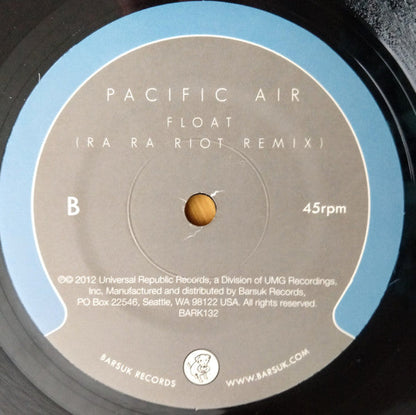 PACIFIC AIR
FLOAT
(RA RA RIOT REMIX)
B
45rpm
℗© 2012 Universal Republic Records, a Division of UMG Recordings,
Inc. Manufactured and distributed by Barsuk Records,
PO Box 22546, Seattle, WA 98122 USA. All rights reserved.
BARK132
BARSUK RECORDS
WWW.BARSUK.COM